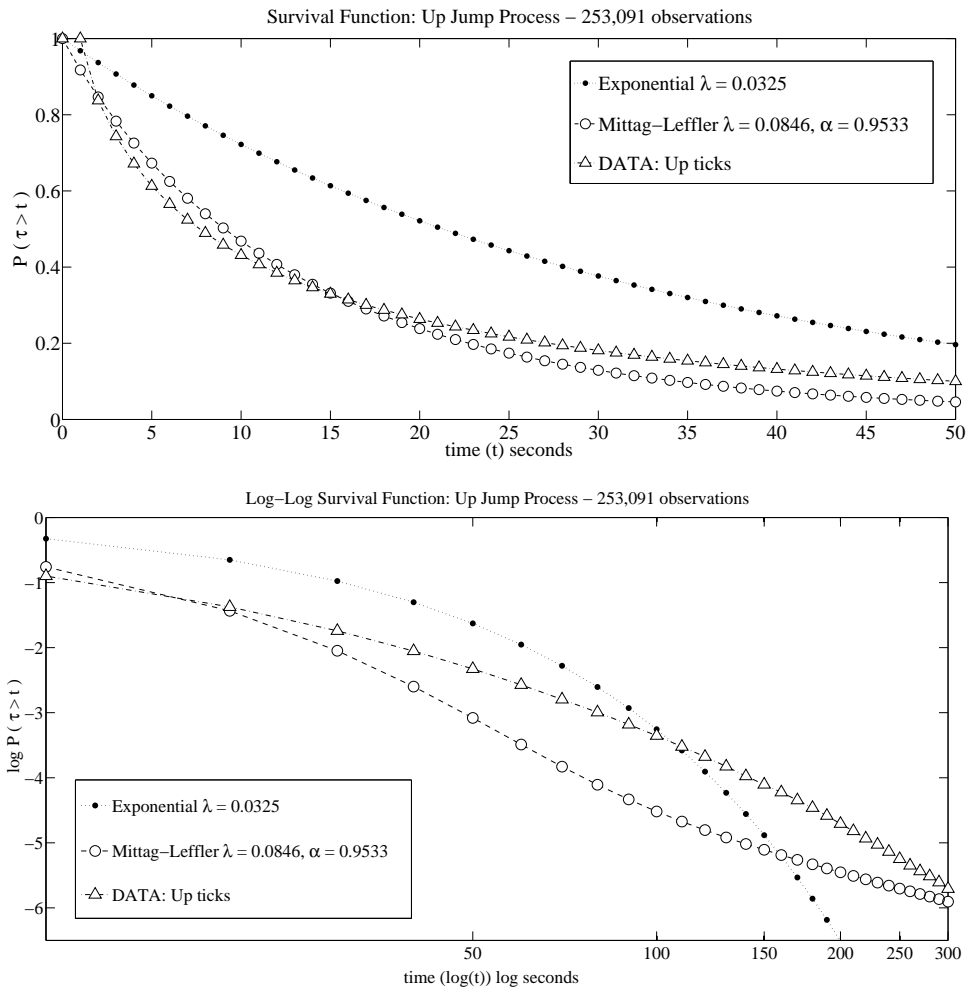 Survival Function: Up Jump Process – 253,091 observations
1
0.8
0.6
0.4
0.2
0
P ( τ > t )
Exponential λ = 0.0325
Mittag–Leffler λ = 0.0846, α = 0.9533
DATA: Up ticks
0 5 10 15 20 25 30 35 40 45 50
time (t) seconds
Log–Log Survival Function: Up Jump Process – 253,091 observations
0
−1
−2
−3
−4
−5
−6
log P ( τ > t )
Exponential λ = 0.0325
Mittag–Leffler λ = 0.0846, α = 0.9533
DATA: Up ticks
50 100 150 200 250 300
time (log(t)) log seconds